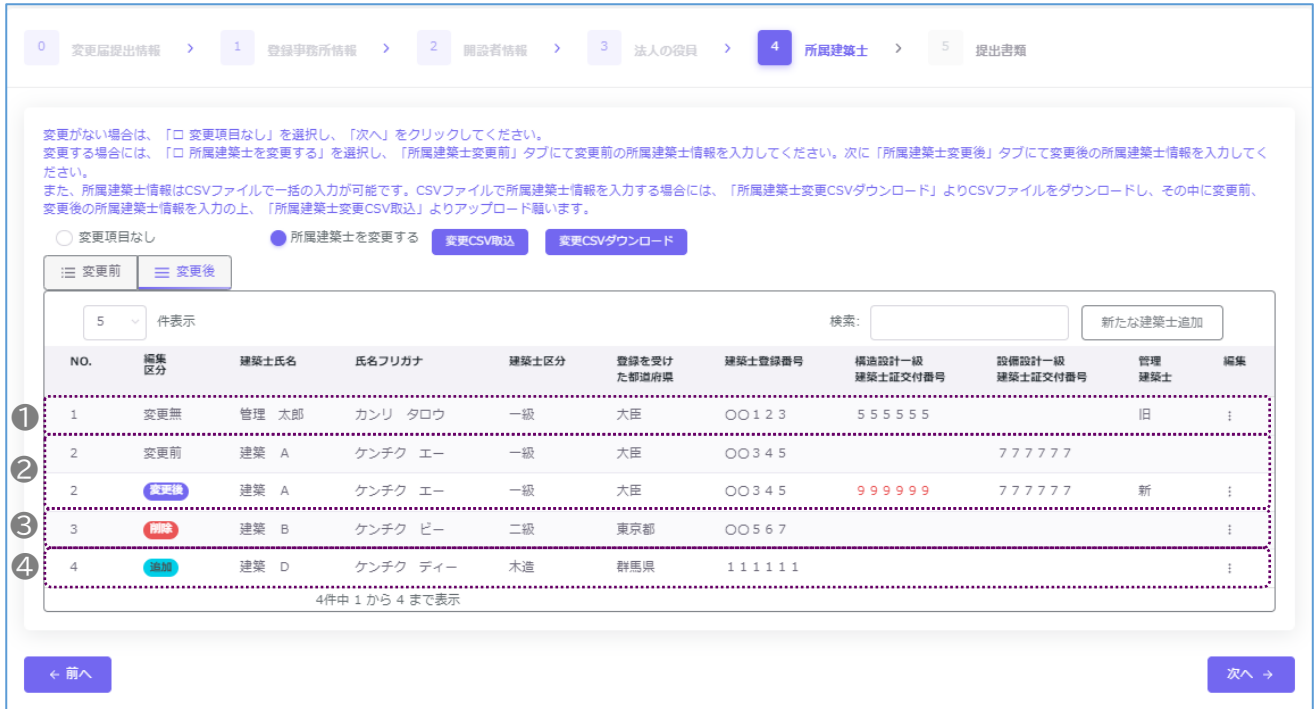 0 変更届提出情報 > 1 登録事務所情報 > 2 開設者情報 > 3 法人の役員 > 4 所属建築士 > 5 提出書類
変更がない場合は、「□ 変更項目なし」を選択し、「次へ」をクリックしてください。
変更する場合には、「□ 所属建築士を変更する」を選択し、「所属建築士変更前」タブにて変更前の所属建築士情報を入力してください。次に「所属建築士変更後」タブにて変更後の所属建築士情報を入力してく
ださい。
また、所属建築士情報はCSVファイルで一括の入力が可能です。CSVファイルで所属建築士情報を入力する場合には、「所属建築士変更CSVダウンロード」よりCSVファイルをダウンロードし、その中に変更前、
変更後の所属建築士情報を入力の上、「所属建築士変更CSV取込」よりアップロード願います。
変更項目なし 所属建築士を変更する 変更CSV取込 変更CSVダウンロード
変更前 変更後
5 件表示 検索: 新たな建築士追加
NO. 編集区分 建築士氏名 氏名フリガナ 建築士区分 登録を受けた都道府県 建築士登録番号 構造設計一級建築士証交付番号 設備設計一級建築士証交付番号 管理建築士 編集
❶ 1 変更無 管理 太郎 カンリ タロウ 一級 大臣 〇〇123 555555 旧 ⋮
❷ 2 変更前 建築 A ケンチク エー 一級 大臣 〇〇345 777777
2 変更後 建築 A ケンチク エー 一級 大臣 〇〇345 999999 777777 新 ⋮
❸ 3 削除 建築 B ケンチク ビー 二級 東京都 〇〇567 ⋮
❹ 4 追加 建築 D ケンチク ディー 木造 群馬県 111111 ⋮
4件中 1 から 4 まで表示
← 前へ 次へ →